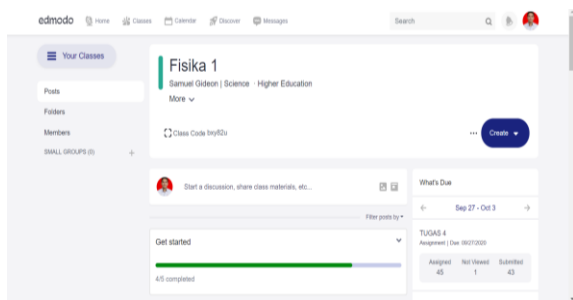 edmodo Home Classes Calendar Discover Messages Search
Your Classes
Posts
Folders
Members
SMALL GROUPS (0) +
Fisika 1
Samuel Gideon | Science · Higher Education
More
Class Code bxy82u
... Create
Start a discussion, share class materials, etc...
Filter posts by
Get started
4/5 completed
What's Due
← Sep 27 - Oct 3 →
TUGAS 4
Assignment | Due: 09/27/2020
Assigned Not Viewed Submitted
45 1 43